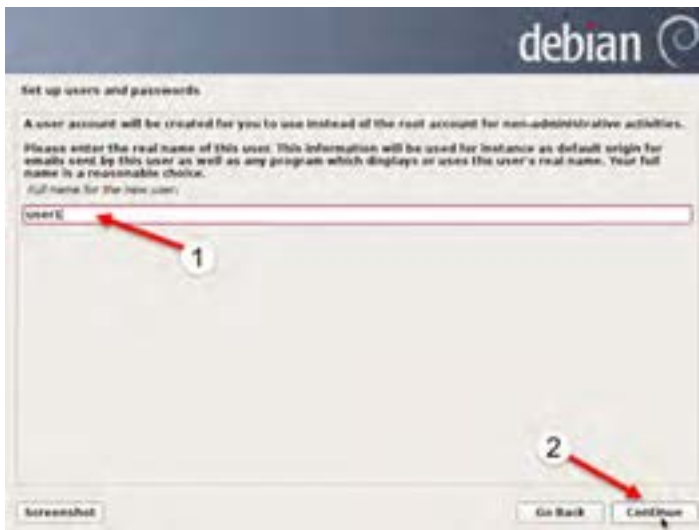 debian
Set up users and passwords
A user account will be created for you to use instead of the root account for non-administrative activities.
Please enter the real name of this user. This information will be used for instance as default origin for
emails sent by this user as well as any program which displays or uses the user's real name. Your full
name is a reasonable choice.
Full name for the new user:
user1
1
2
Screenshot
Go Back
Continue